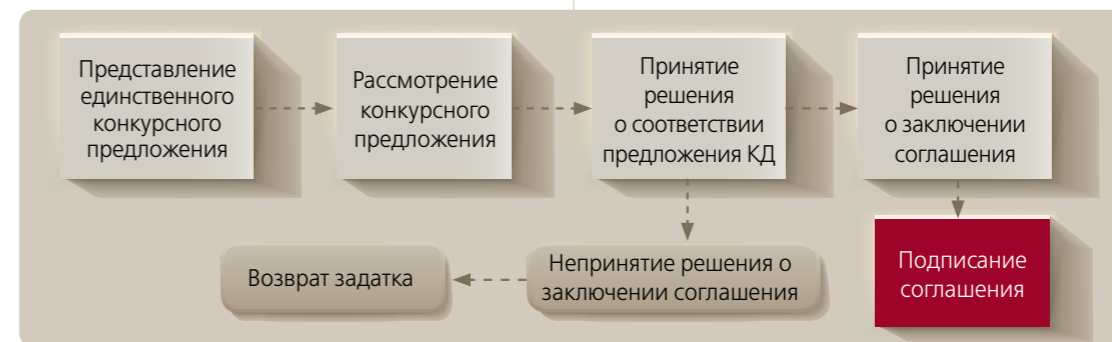 Представление
единственного
конкурсного
предложения
Рассмотрение
конкурсного
предложения
Принятие
решения
о соответствии
предложения КД
Принятие
решения
о заключении
соглашения
Возврат задатка
Непринятие решения о
заключении соглашения
Подписание
соглашения